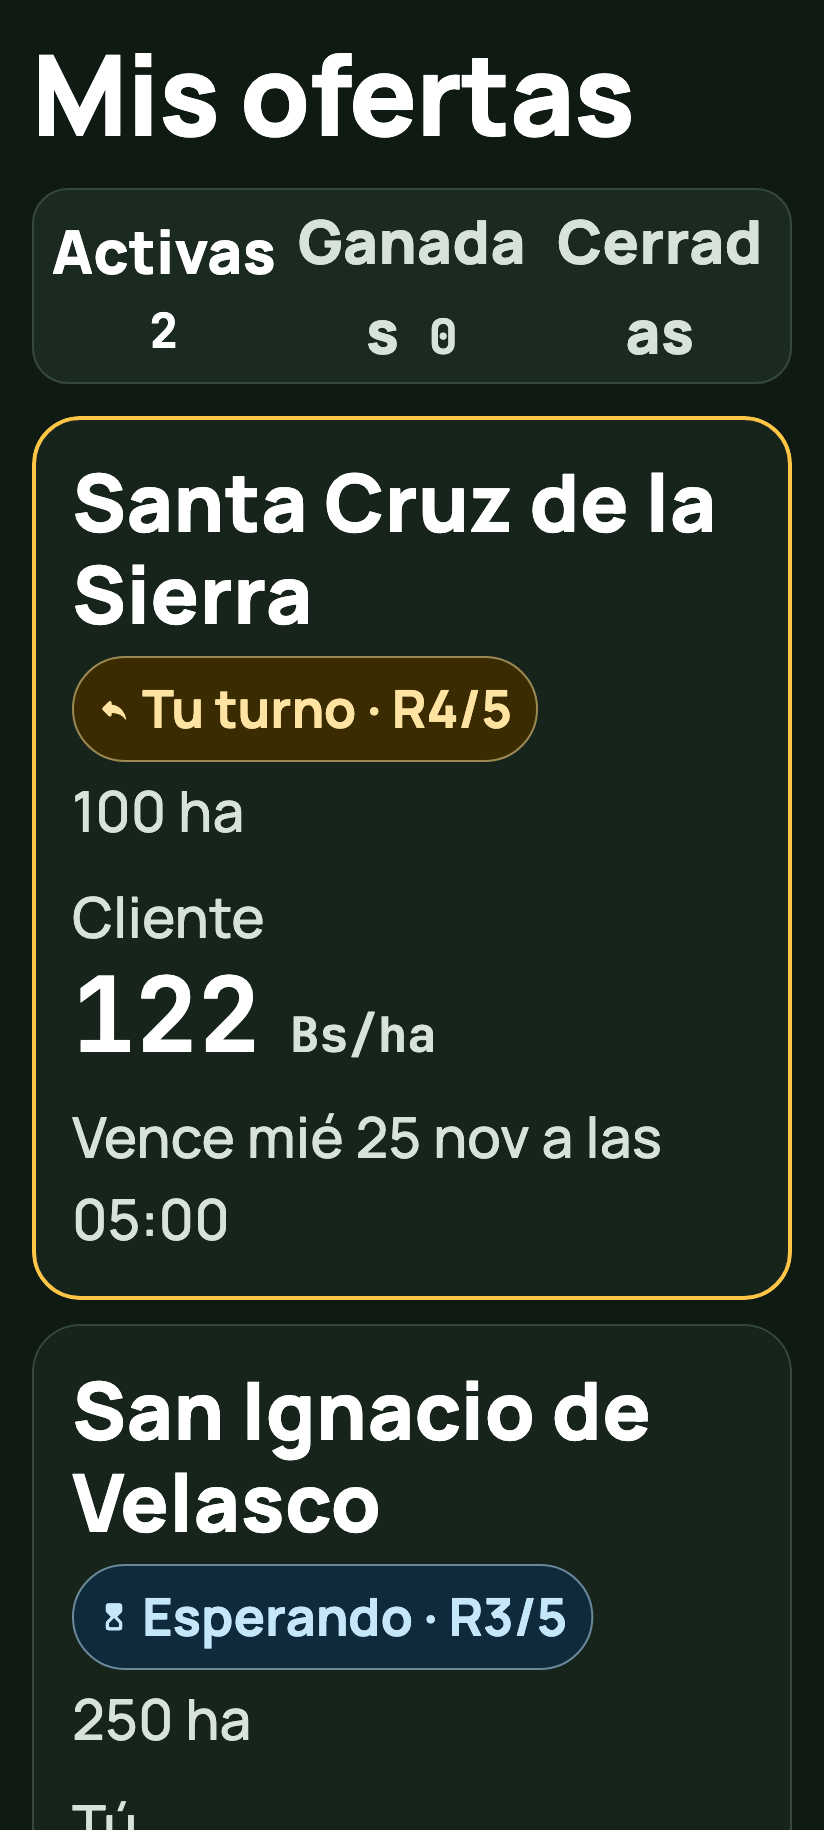 Mis ofertas
Activas
2
Ganada
s 0
Cerrad
as
Santa Cruz de la
Sierra
Tu turno · R4/5
100 ha
Cliente
122 Bs/ha
Vence mié 25 nov a las
05:00
San Ignacio de
Velasco
Esperando · R3/5
250 ha
Tú